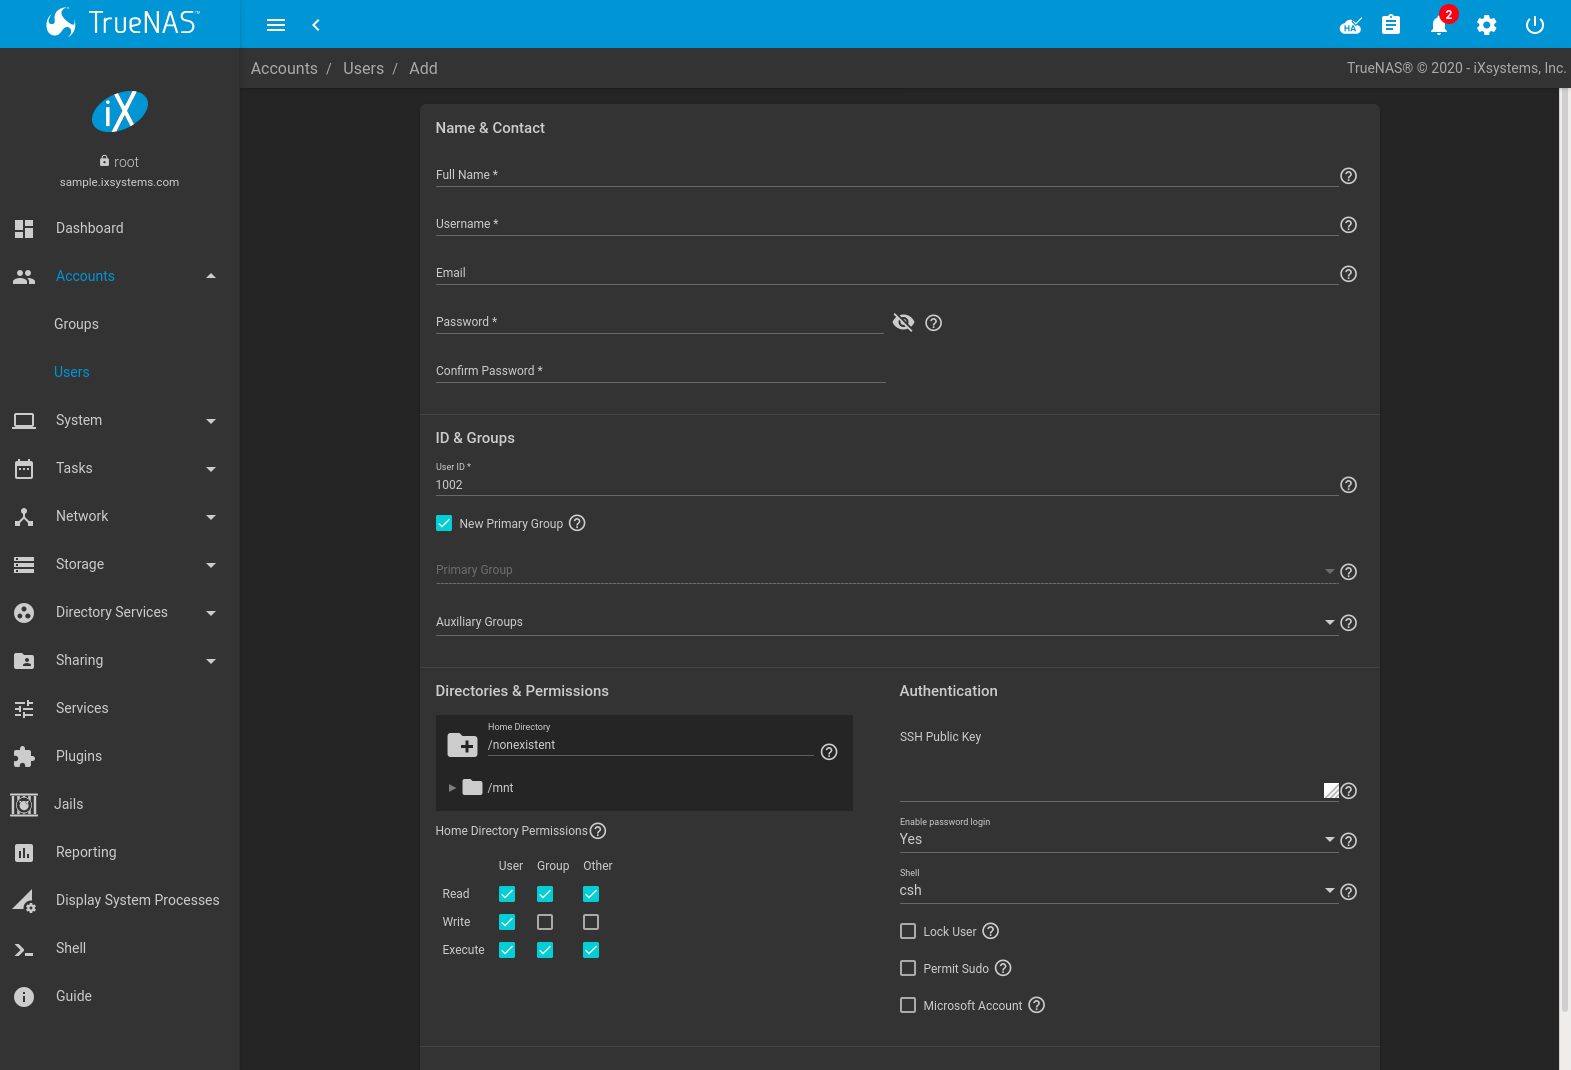 TrueNAS™
HA
2
Accounts / Users / Add
TrueNAS® © 2020 - iXsystems, Inc.
iX
root
sample.ixsystems.com
Dashboard
Accounts
Groups
Users
System
Tasks
Network
Storage
Directory Services
Sharing
Services
Plugins
Jails
Reporting
Display System Processes
Shell
Guide
Name & Contact
Full Name *
Username *
Email
Password *
Confirm Password *
ID & Groups
User ID *
1002
New Primary Group
Primary Group
Auxiliary Groups
Directories & Permissions
Home Directory
/nonexistent
/mnt
Home Directory Permissions
User Group Other
Read
Write
Execute
Authentication
SSH Public Key
Enable password login
Yes
Shell
csh
Lock User
Permit Sudo
Microsoft Account